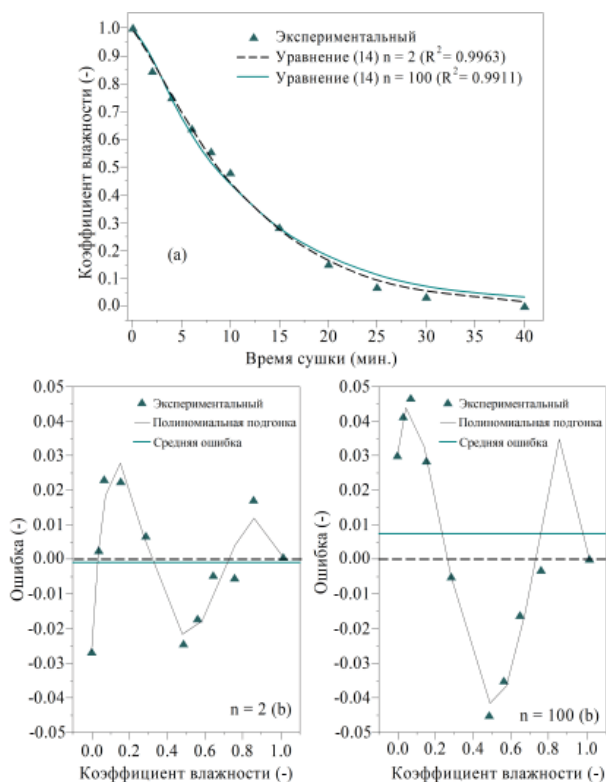 Экспериментальный
Уравнение (14) n = 2 (R²= 0.9963)
Уравнение (14) n = 100 (R²= 0.9911)
Коэффициент влажности (-)
1.0
0.9
0.8
0.7
0.6
0.5
0.4
0.3
0.2
0.1
0.0
(a)
0 5 10 15 20 25 30 35 40
Время сушки (мин.)
Экспериментальный
Полиномиальная подгонка
Средняя ошибка
Ошибка (-)
0.05
0.04
0.03
0.02
0.01
0.00
-0.01
-0.02
-0.03
-0.04
-0.05
n = 2 (b)
0.0 0.2 0.4 0.6 0.8 1.0
Коэффициент влажности (-)
Экспериментальный
Полиномиальная подгонка
Средняя ошибка
Ошибка (-)
0.05
0.04
0.03
0.02
0.01
0.00
-0.01
-0.02
-0.03
-0.04
-0.05
n = 100 (b)
0.0 0.2 0.4 0.6 0.8 1.0
Коэффициент влажности (-)